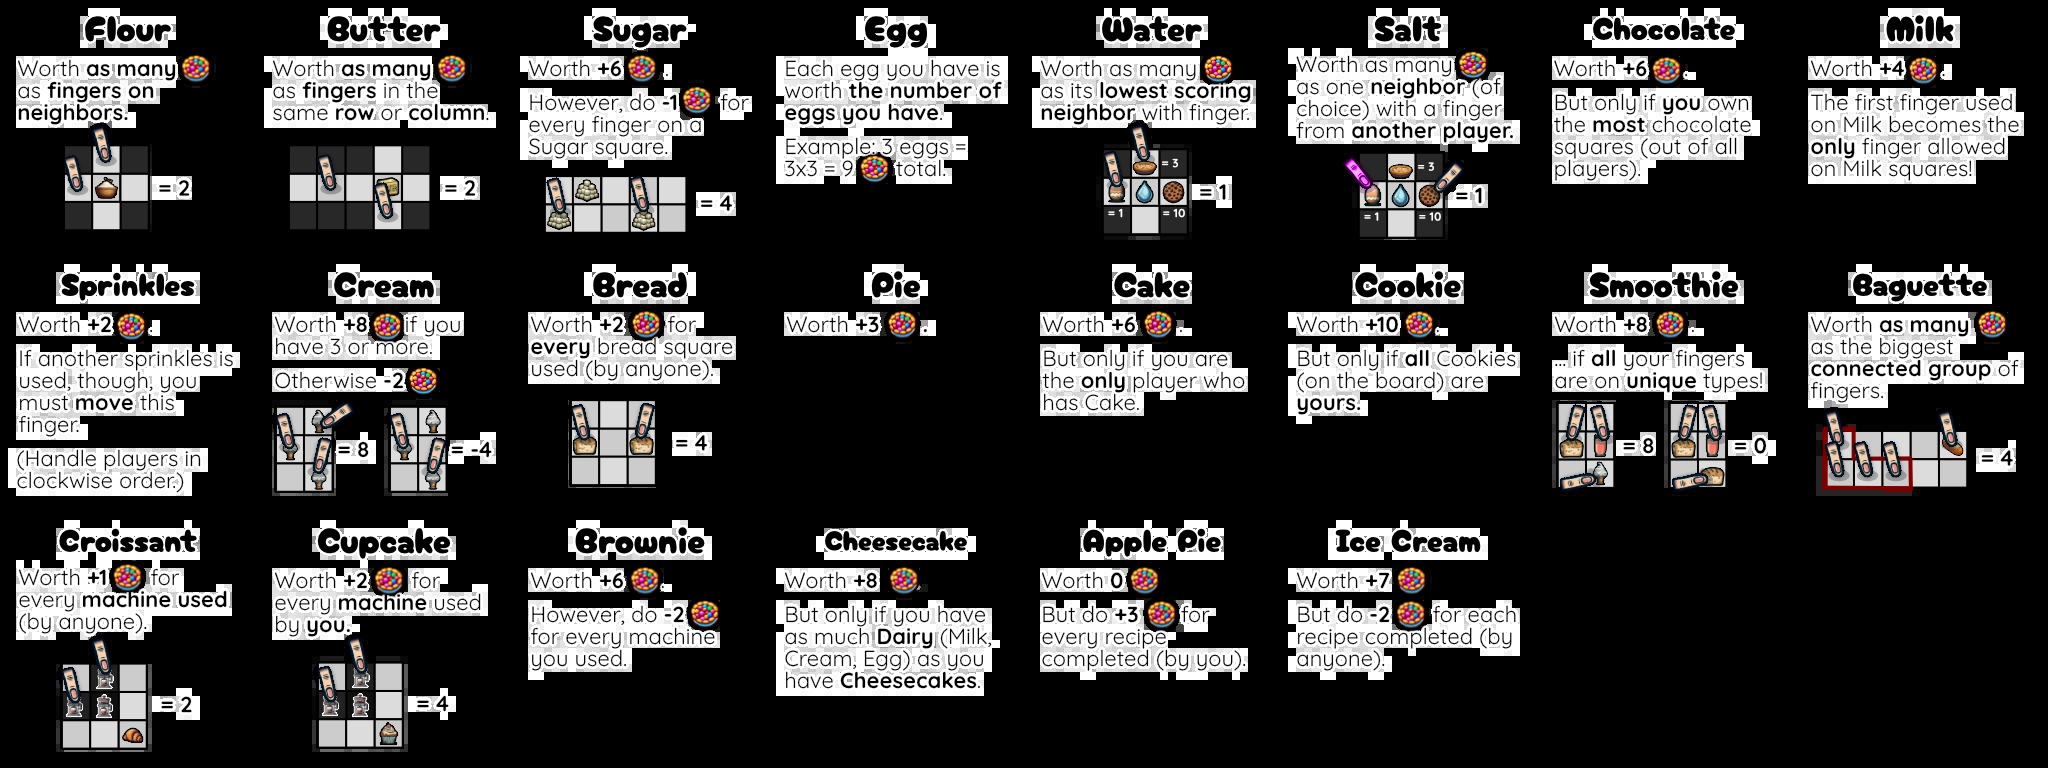 Flour
Worth as many
as fingers on
neighbors.
= 2
Butter
Worth as many
as fingers in the
same row or column.
= 2
Sugar
Worth +6 .
However, do -1 for
every finger on a
Sugar square.
= 4
Egg
Each egg you have is
worth the number of
eggs you have.
Example: 3 eggs =
3x3 = 9 total.
Water
Worth as many
as its lowest scoring
neighbor with finger.
= 3
= 1
= 1
= 10
Salt
Worth as many
as one neighbor (of
choice) with a finger
from another player.
= 3
= 1
= 1
= 10
Chocolate
Worth +6 .
But only if you own
the most chocolate
squares (out of all
players).
Milk
Worth +4 .
The first finger used
on Milk becomes the
only finger allowed
on Milk squares!
Sprinkles
Worth +2 .
If another sprinkles is
used, though, you
must move this
finger.
(Handle players in
clockwise order.)
Cream
Worth +8 if you
have 3 or more.
Otherwise -2
= 8
= -4
Bread
Worth +2 for
every bread square
used (by anyone).
= 4
Pie
Worth +3 .
Cake
Worth +6 .
But only if you are
the only player who
has Cake.
Cookie
Worth +10 .
But only if all Cookies
(on the board) are
yours.
Smoothie
Worth +8 .
... if all your fingers
are on unique types!
= 8
= 0
Baguette
Worth as many
as the biggest
connected group of
fingers.
= 4
Croissant
Worth +1 for
every machine used
(by anyone).
= 2
Cupcake
Worth +2 for
every machine used
by you.
= 4
Brownie
Worth +6 .
However, do -2
for every machine
you used.
Cheesecake
Worth +8 .
But only if you have
as much Dairy (Milk,
Cream, Egg) as you
have Cheesecakes.
Apple Pie
Worth 0
But do +3 for
every recipe
completed (by you).
Ice Cream
Worth +7
But do -2 for each
recipe completed (by
anyone).